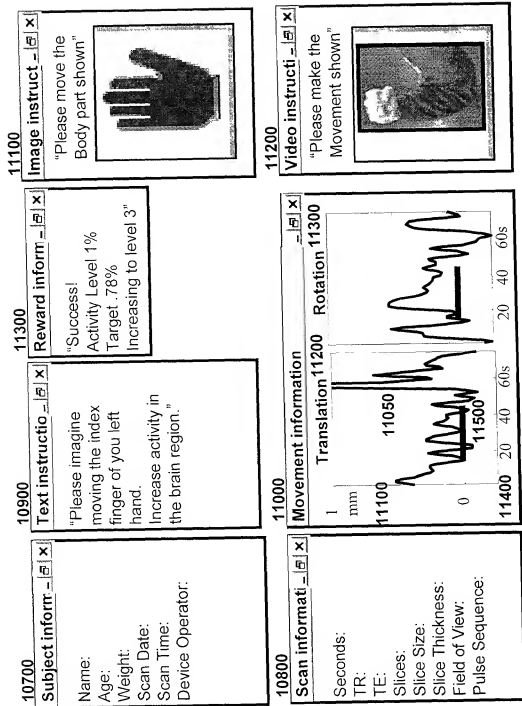 10700
Subject inform
Name:
Age:
Weight:
Scan Date:
Scan Time:
Device Operator:
10900
Text instructio
"Please imagine
moving the index
finger of you left
hand.
Increase activity in
the brain region."
11300
Reward inform
"Success!
Activity Level 1%
Target .78%
Increasing to level 3"
11100
Image instruct
"Please move the
Body part shown"
10800
Scan informati
Seconds:
TR:
TE:
Slices:
Slice Size:
Slice Thickness:
Field of View:
Pulse Sequence:
11000
Movement information
Translation 11200
Rotation 11300
1
mm
11100
11050
0
11500
11400
20 40 60s
20 40 60s
11200
Video instructi
"Please make the
Movement shown"